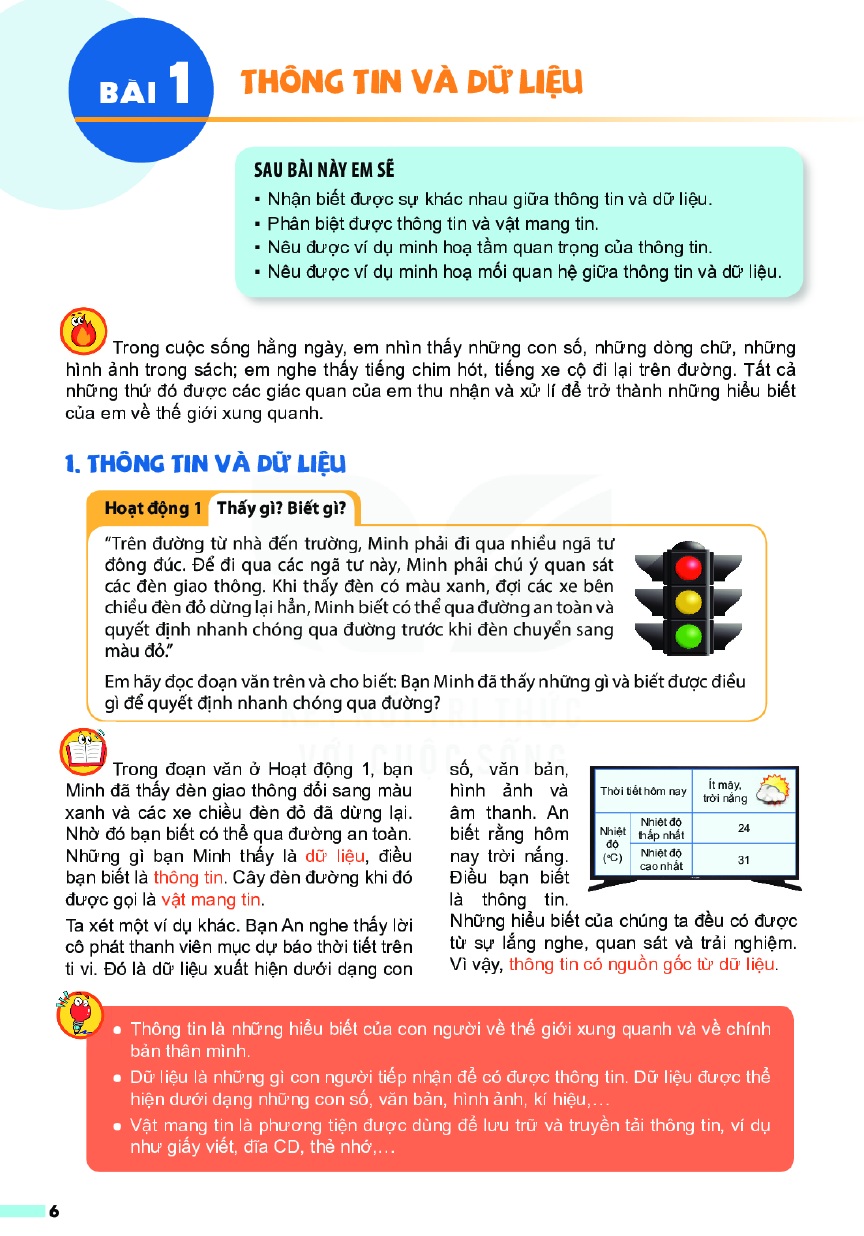 BÀI 1
THÔNG TIN VÀ DỮ LIỆU
SAU BÀI NÀY EM SẼ
▪ Nhận biết được sự khác nhau giữa thông tin và dữ liệu.
▪ Phân biệt được thông tin và vật mang tin.
▪ Nêu được ví dụ minh hoạ tầm quan trọng của thông tin.
▪ Nêu được ví dụ minh hoạ mối quan hệ giữa thông tin và dữ liệu.
Trong cuộc sống hằng ngày, em nhìn thấy những con số, những dòng chữ, những
hình ảnh trong sách; em nghe thấy tiếng chim hót, tiếng xe cộ đi lại trên đường. Tất cả
những thứ đó được các giác quan của em thu nhận và xử lí để trở thành những hiểu biết
của em về thế giới xung quanh.
1. THÔNG TIN VÀ DỮ LIỆU
Hoạt động 1 Thấy gì? Biết gì?
“Trên đường từ nhà đến trường, Minh phải đi qua nhiều ngã tư
đông đúc. Để đi qua các ngã tư này, Minh phải chú ý quan sát
các đèn giao thông. Khi thấy đèn có màu xanh, đợi các xe bên
chiều đèn đỏ dừng lại hẳn, Minh biết có thể qua đường an toàn và
quyết định nhanh chóng qua đường trước khi đèn chuyển sang
màu đỏ.”
Em hãy đọc đoạn văn trên và cho biết: Bạn Minh đã thấy những gì và biết được điều
gì để quyết định nhanh chóng qua đường?
KẾT NỐI TRI THỨC
VỚI CUỘC SỐNG
Trong đoạn văn ở Hoạt động 1, bạn
Minh đã thấy đèn giao thông đổi sang màu
xanh và các xe chiều đèn đỏ đã dừng lại.
Nhờ đó bạn biết có thể qua đường an toàn.
Những gì bạn Minh thấy là dữ liệu, điều
bạn biết là thông tin. Cây đèn đường khi đó
được gọi là vật mang tin.
Ta xét một ví dụ khác. Bạn An nghe thấy lời
cô phát thanh viên mục dự báo thời tiết trên
ti vi. Đó là dữ liệu xuất hiện dưới dạng con
số, văn bản,
hình ảnh và
âm thanh. An
biết rằng hôm
nay trời nắng.
Điều bạn biết
là thông tin.
Những hiểu biết của chúng ta đều có được
từ sự lắng nghe, quan sát và trải nghiệm.
Vì vậy, thông tin có nguồn gốc từ dữ liệu.
Thời tiết hôm nay
Ít mây,
trời nắng
Nhiệt
độ
(°C)
Nhiệt độ
thấp nhất
24
Nhiệt độ
cao nhất
31
● Thông tin là những hiểu biết của con người về thế giới xung quanh và về chính
bản thân mình.
● Dữ liệu là những gì con người tiếp nhận để có được thông tin. Dữ liệu được thể
hiện dưới dạng những con số, văn bản, hình ảnh, kí hiệu,…
● Vật mang tin là phương tiện được dùng để lưu trữ và truyền tải thông tin, ví dụ
như giấy viết, đĩa CD, thẻ nhớ,…
6